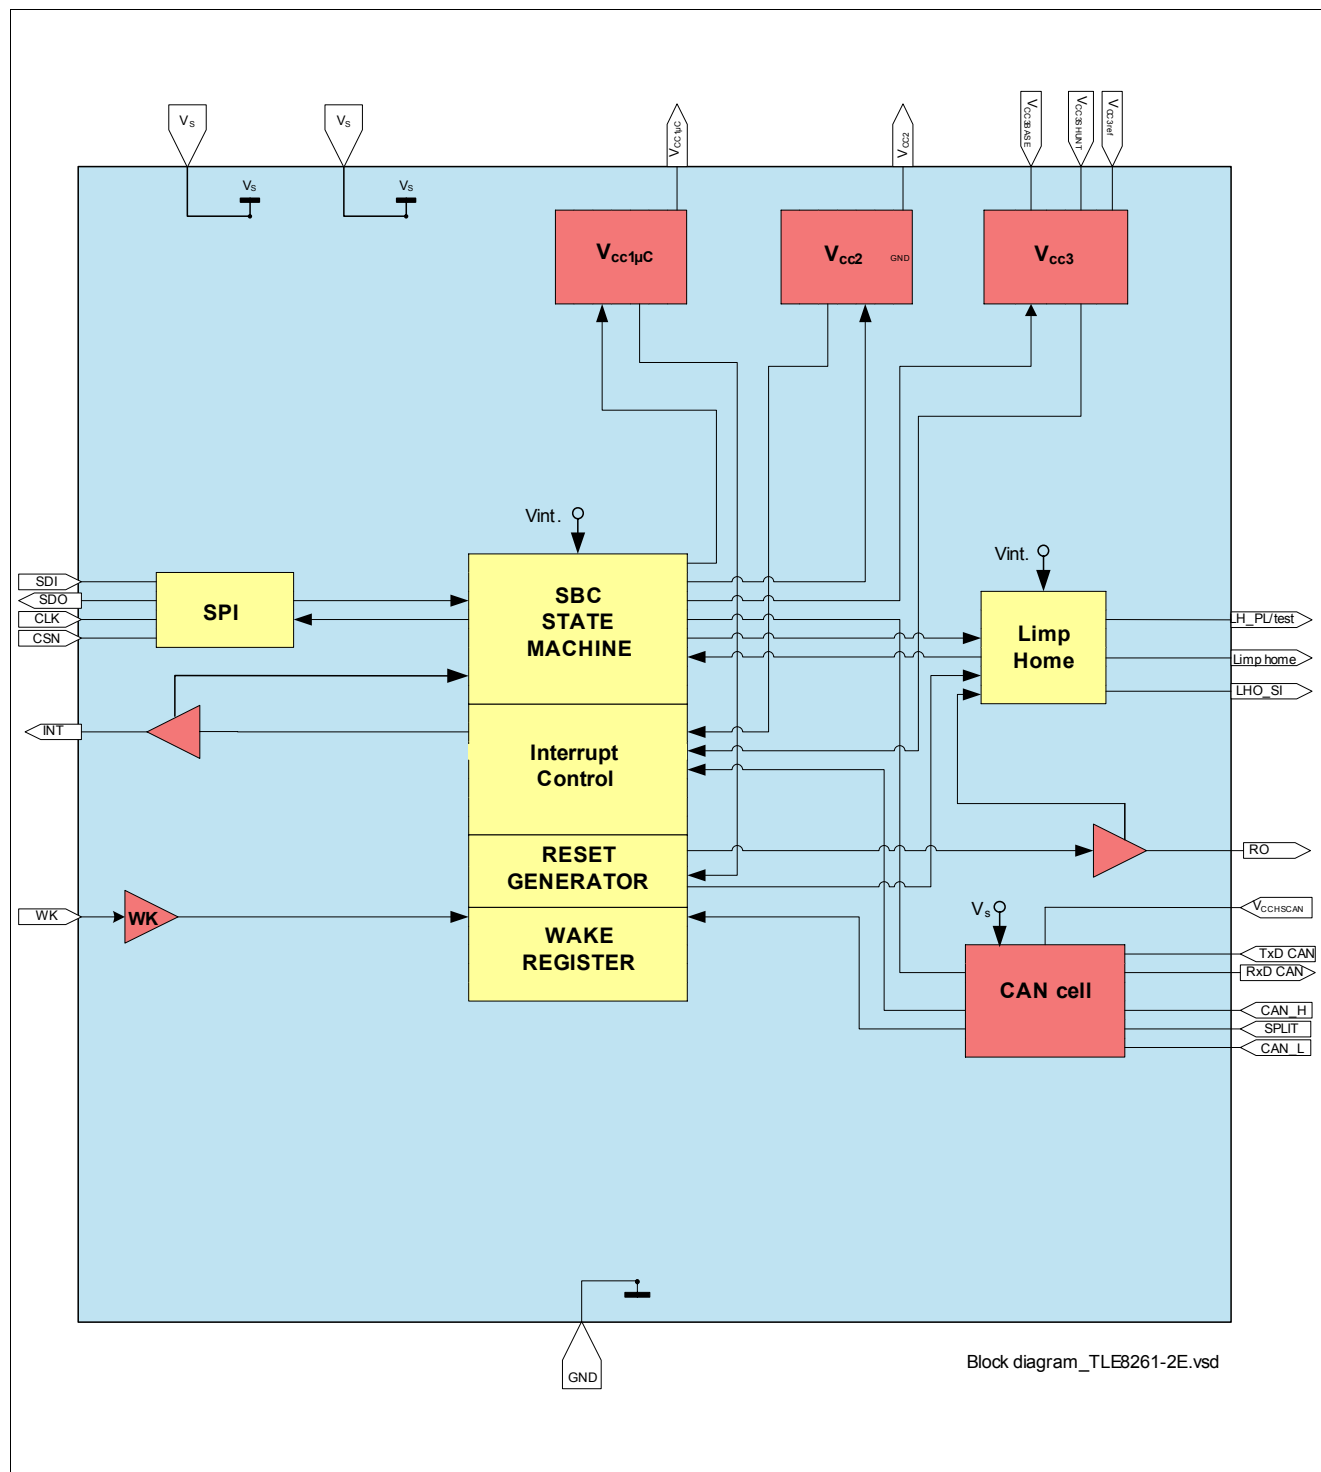 Vs
Vs
VCC1µC
VCC2
VCC3BASE
VCC3SHUNT
VCC3ref
Vs
Vs
Vcc1µC
Vcc2
GND
Vcc3
Vint.
Vint.
SDI
SDO
CLK
CSN
SPI
SBC
STATE
MACHINE
Limp
Home
LH_PL/test
Limp home
LHO_SI
INT
Interrupt
Control
RESET
GENERATOR
RO
WK
WK
WAKE
REGISTER
Vs
VCCHSCAN
CAN cell
TxD CAN
RxD CAN
CAN_H
SPLIT
CAN_L
GND
Block diagram_TLE8261-2E.vsd